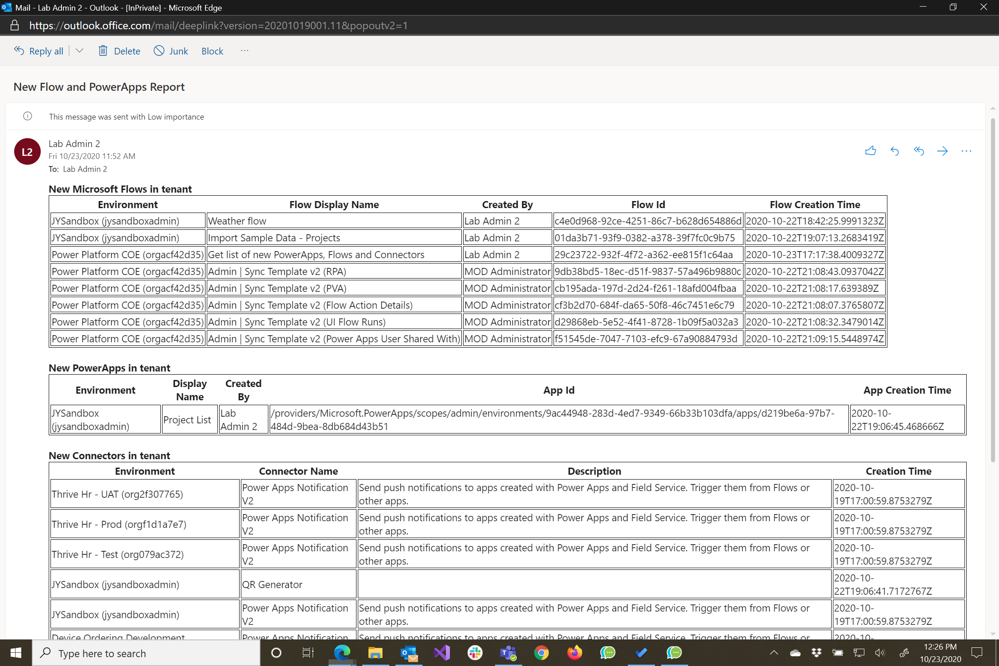 Mail - Lab Admin 2 - Outlook - [InPrivate] - Microsoft Edge
https://outlook.office.com/mail/deeplink?version=20201019001.11&popoutv2=1
Reply all Delete Junk Block ...
New Flow and PowerApps Report
This message was sent with Low importance
L2
Lab Admin 2
Fri 10/23/2020 11:52 AM
To: Lab Admin 2
New Microsoft Flows in tenant
Environment Flow Display Name Created By Flow Id Flow Creation Time
JYSandbox (jysandboxadmin) Weather flow Lab Admin 2 c4e0d968-92ce-4251-86c7-b628d654886d 2020-10-22T18:42:25.9991323Z
JYSandbox (jysandboxadmin) Import Sample Data - Projects Lab Admin 2 01da3b71-93f9-0382-a378-39f7fc0c9b75 2020-10-22T19:07:13.2683419Z
Power Platform COE (orgacf42d35) Get list of new PowerApps, Flows and Connectors Lab Admin 2 29c23722-932f-4f72-a362-ee815f1c64aa 2020-10-23T17:17:38.4009327Z
Power Platform COE (orgacf42d35) Admin | Sync Template v2 (RPA) MOD Administrator 9db38bd5-18ec-d51f-9837-57a496b9880c 2020-10-22T21:08:43.0937042Z
Power Platform COE (orgacf42d35) Admin | Sync Template v2 (PVA) MOD Administrator cb195ada-197d-2d24-f261-18afd004fbaa 2020-10-22T21:08:17.639389Z
Power Platform COE (orgacf42d35) Admin | Sync Template v2 (Flow Action Details) MOD Administrator cf3b2d70-684f-da65-50f8-46c7451e6c79 2020-10-22T21:08:07.3765807Z
Power Platform COE (orgacf42d35) Admin | Sync Template v2 (UI Flow Runs) MOD Administrator d29868eb-5e52-4f41-8728-1b09f5a032a3 2020-10-22T21:08:32.3479014Z
Power Platform COE (orgacf42d35) Admin | Sync Template v2 (Power Apps User Shared With) MOD Administrator f51545de-7047-7103-efc9-67a90884793d 2020-10-22T21:09:15.5448974Z
New PowerApps in tenant
Environment Display Name Created By App Id App Creation Time
JYSandbox (jysandboxadmin) Project List Lab Admin 2 /providers/Microsoft.PowerApps/scopes/admin/environments/9ac44948-283d-4ed7-9349-66b33b103dfa/apps/d219be6a-97b7-484d-9bea-8db684d43b51 2020-10-22T19:06:45.468666Z
New Connectors in tenant
Environment Connector Name Description Creation Time
Thrive Hr - UAT (org2f307765) Power Apps Notification V2 Send push notifications to apps created with Power Apps and Field Service. Trigger them from Flows or other apps. 2020-10-19T17:00:59.8753279Z
Thrive Hr - Prod (orgf1d1a7e7) Power Apps Notification V2 Send push notifications to apps created with Power Apps and Field Service. Trigger them from Flows or other apps. 2020-10-19T17:00:59.8753279Z
Thrive Hr - Test (org079ac372) Power Apps Notification V2 Send push notifications to apps created with Power Apps and Field Service. Trigger them from Flows or other apps. 2020-10-19T17:00:59.8753279Z
JYSandbox (jysandboxadmin) QR Generator 2020-10-22T19:06:41.7172767Z
JYSandbox (jysandboxadmin) Power Apps Notification V2 Send push notifications to apps created with Power Apps and Field Service. Trigger them from Flows or other apps. 2020-10-19T17:00:59.8753279Z
Device Ordering Development Power Apps Notification Send push notifications to apps created with Power Apps and Field Service. Trigger them from Flows or 2020-10-
Type here to search
12:26 PM
10/23/2020